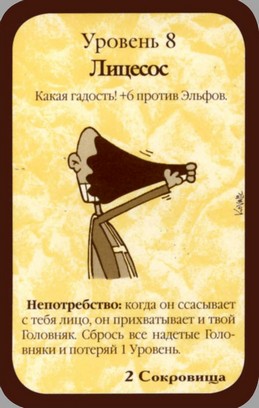 Уровень 8
Лицесос
Какая гадость! +6 против Эльфов.
Непотребство: когда он ссасывает
с тебя лицо, он прихватывает и твой
Головняк. Сбрось все надетые Голо-
вняки и потеряй 1 Уровень.
2 Сокровища